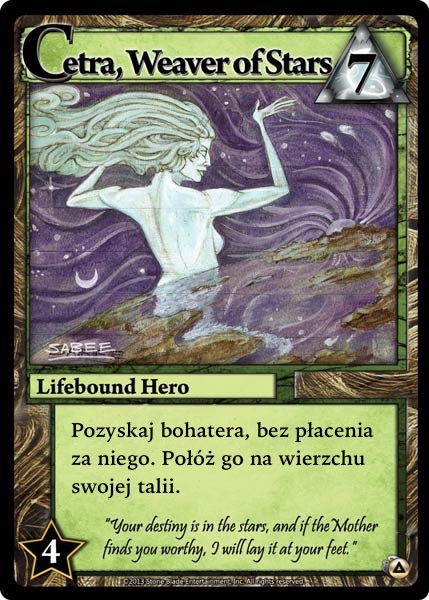 Cetra, Weaver of Stars
7
SABEE
Lifebound Hero
Pozyskaj bohatera, bez płacenia
za niego. Połóż go na wierzchu
swojej talii.
"Your destiny is in the stars, and if the Mother
finds you worthy, I will lay it at your feet."
4
©2013 Stone Blade Entertainment, Inc. All rights reserved.